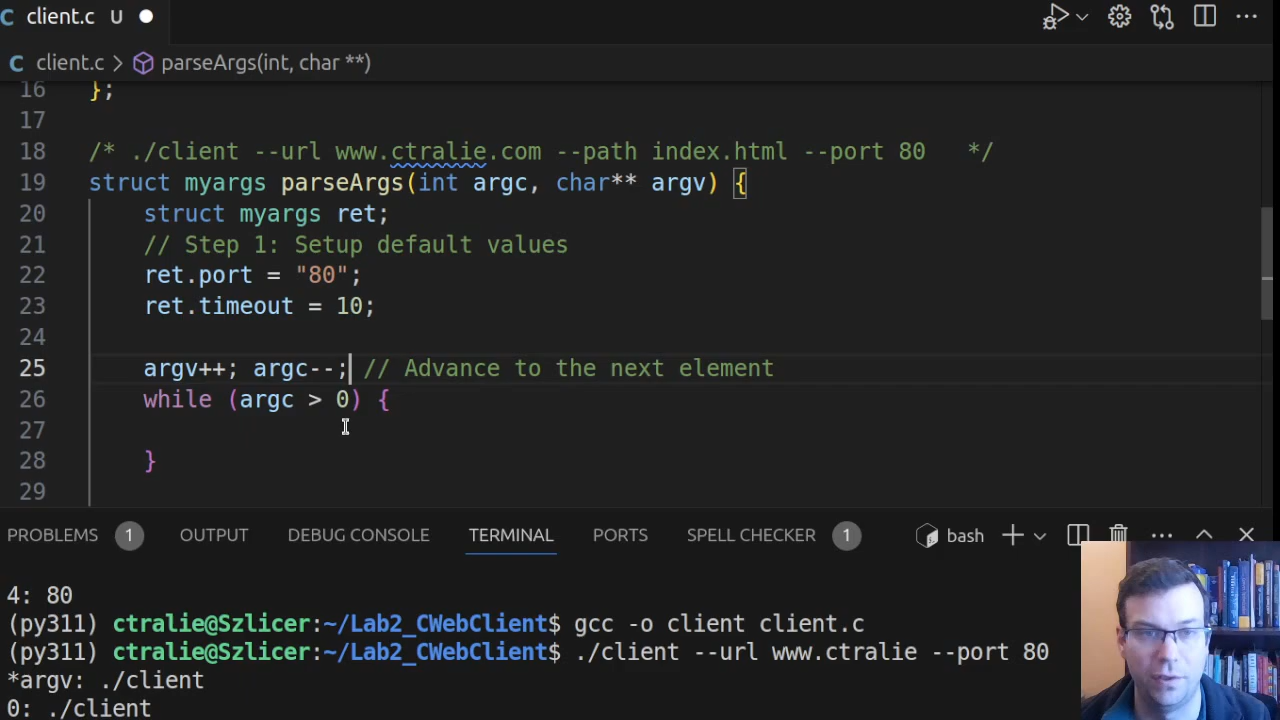 client.c U
client.c > parseArgs(int, char **)
16 };
17
18 /* ./client --url www.ctralie.com --path index.html --port 80 */
19 struct myargs parseArgs(int argc, char** argv) {
20 struct myargs ret;
21 // Step 1: Setup default values
22 ret.port = "80";
23 ret.timeout = 10;
24
25 argv++; argc--; // Advance to the next element
26 while (argc > 0) {
27
28 }
29
PROBLEMS 1 OUTPUT DEBUG CONSOLE TERMINAL PORTS SPELL CHECKER 1 bash
4: 80
(py311) ctralie@Szlicer:~/Lab2_CWebClient$ gcc -o client client.c
(py311) ctralie@Szlicer:~/Lab2_CWebClient$ ./client --url www.ctralie --port 80
*argv: ./client
0: ./client